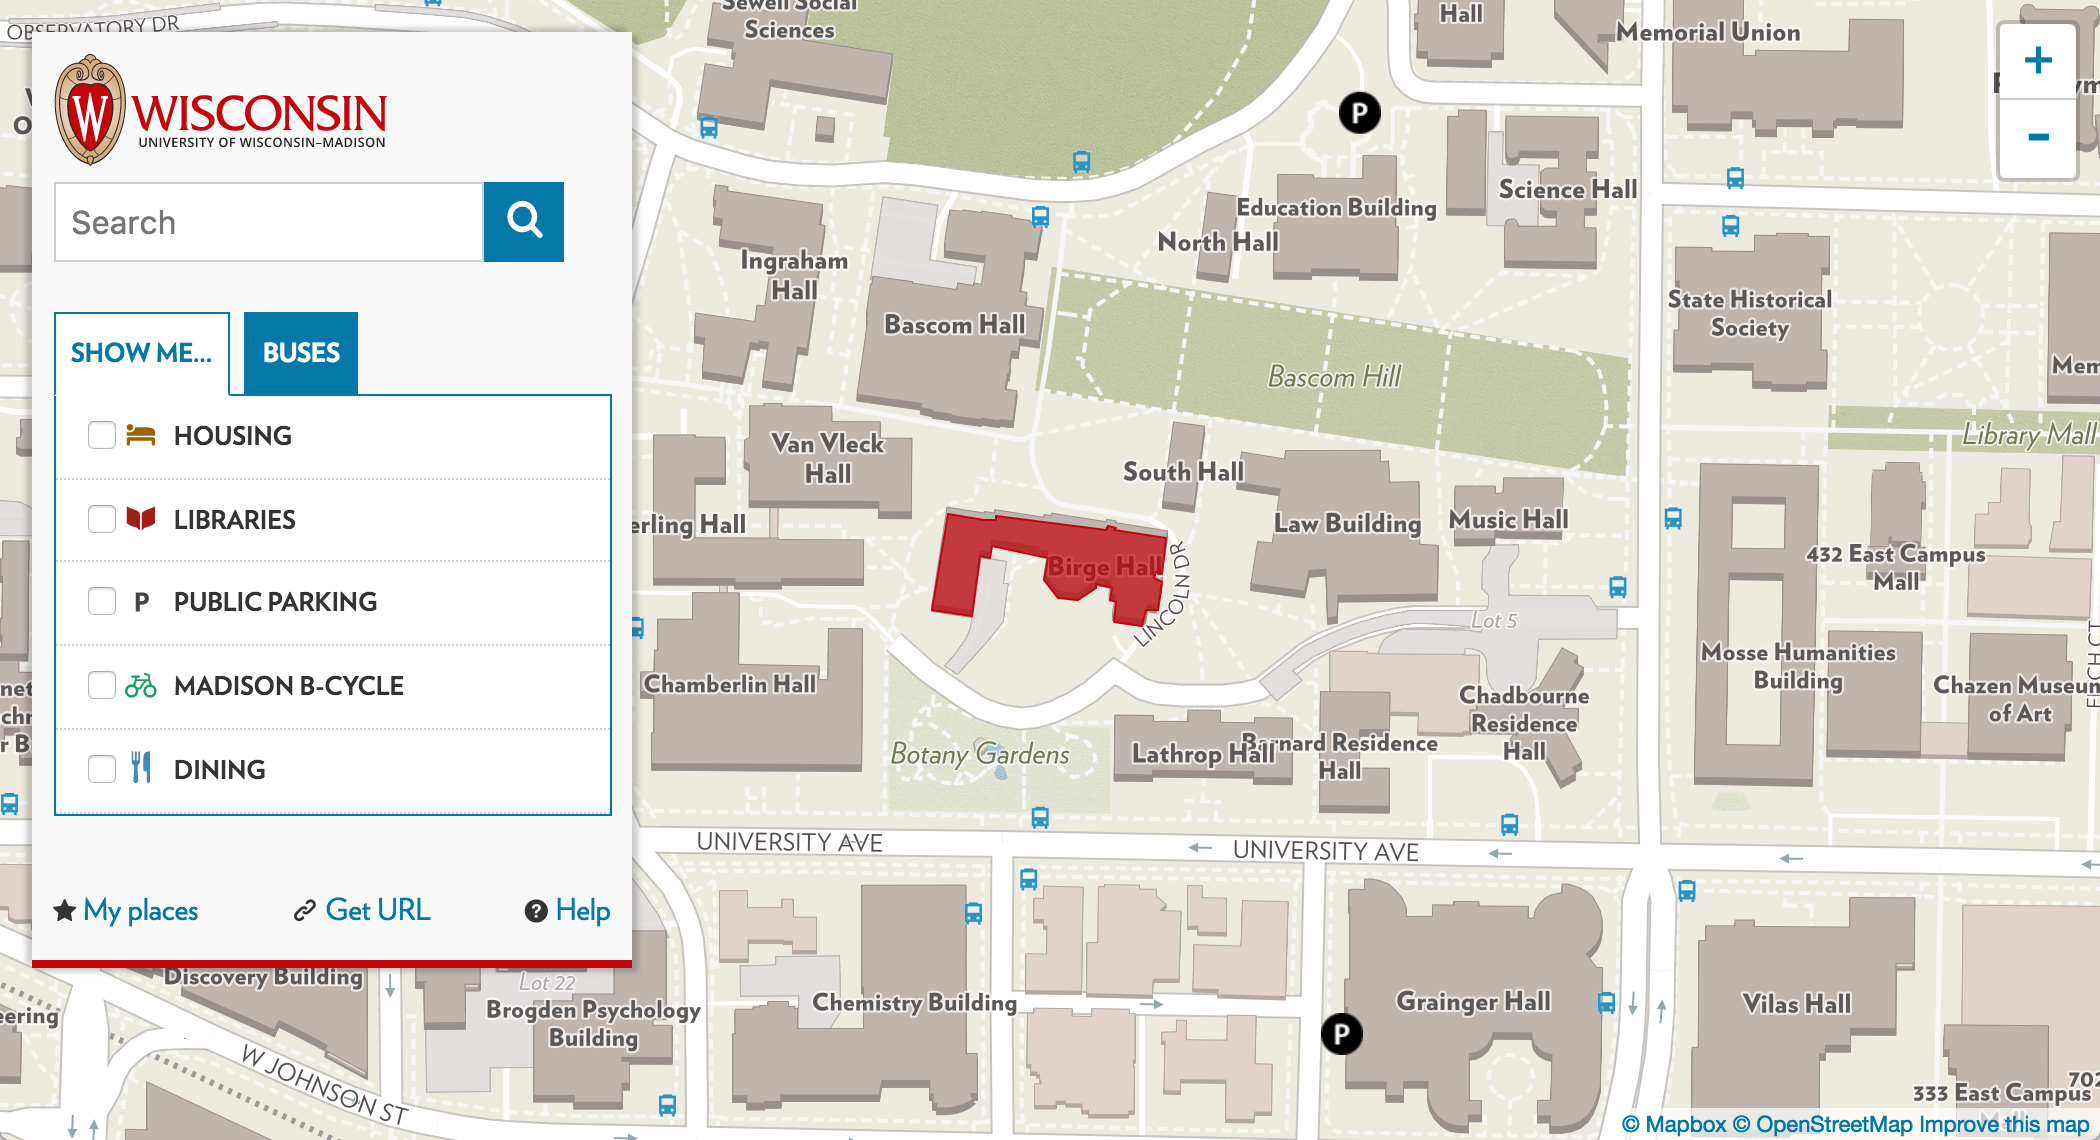 OBSERVATORY DR
Sewell Social
Sciences
Hall
Memorial Union
WISCONSIN
UNIVERSITY OF WISCONSIN–MADISON
Search
SHOW ME...
BUSES
HOUSING
LIBRARIES
P PUBLIC PARKING
MADISON B-CYCLE
DINING
My places
Get URL
? Help
+
-
P
Science Hall
Education Building
North Hall
Ingraham
Hall
Bascom Hall
State Historical
Society
Bascom Hill
Library Mall
Van Vleck
Hall
South Hall
erling Hall
Law Building
Music Hall
Birge Hall
LINCOLN DR
432 East Campus
Mall
Lot 5
Mosse Humanities
Building
Chamberlin Hall
Chadbourne
Residence
Hall
Chazen Museum
of Art
Botany Gardens
Lathrop Hall
Barnard Residence
Hall
UNIVERSITY AVE
UNIVERSITY AVE
Discovery Building
Lot 22
Brogden Psychology
Building
Chemistry Building
Grainger Hall
P
Vilas Hall
eering
W JOHNSON ST
702
333 East Campus
Mall
© Mapbox © OpenStreetMap Improve this map